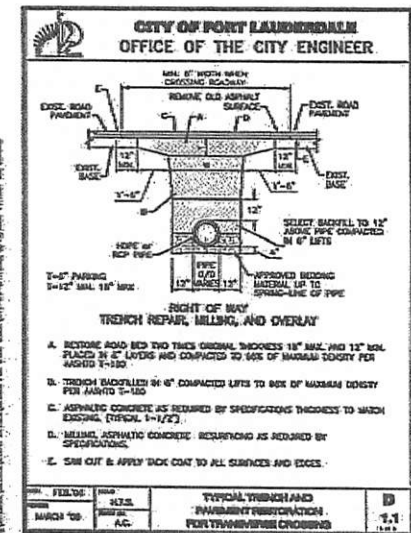 CITY OF FORT LAUDERDALE
OFFICE OF THE CITY ENGINEER
MIN. 8' WIDTH WHEN
CROSSING ROADWAY
REMOVE OLD ASPHALT
SURFACE
EXIST. ROAD
PAVEMENT
E
C
A
D
EXIST. ROAD
PAVEMENT
12"
MIN.
12"
MIN.
E
EXIST.
BASE
EXIST.
BASE
1'-6"
1'-6"
B
12"
SELECT BACKFILL TO 12"
ABOVE PIPE COMPACTED
IN 6" LIFTS
HDPE or
RCP PIPE
4"
T=8" PARKING
T=12" MIN. 18" MAX
12"
PIPE
O/D
VARIES
12"
APPROVED BEDDING
MATERIAL UP TO
SPRING-LINE OF PIPE
RIGHT OF WAY
TRENCH REPAIR, MILLING, AND OVERLAY
A. RESTORE ROAD BED TWO TIMES ORIGINAL THICKNESS 18" MAX. AND 12" MIN.
PLACED IN 6" LAYERS AND COMPACTED TO 98% OF MAXIMUM DENSITY PER
AASHTO T-180
B. TRENCH BACKFILLED IN 6" COMPACTED LIFTS TO 98% OF MAXIMUM DENSITY
PER AASHTO T-180
C. ASPHALTIC CONCRETE AS REQUIRED BY SPECIFICATIONS THICKNESS TO MATCH
EXISTING. (TYPICAL 1-1/2")
D. MILLING, ASPHALTIC CONCRETE RESURFACING AS REQUIRED BY
SPECIFICATIONS.
E. SAW CUT & APPLY TACK COAT TO ALL SURFACES AND EDGES.
FEB.'06
N.T.S.
MARCH '09
A.C.
TYPICAL TRENCH AND
PAVEMENT RESTORATION
FOR TRANSVERSE CROSSING
D
1.1